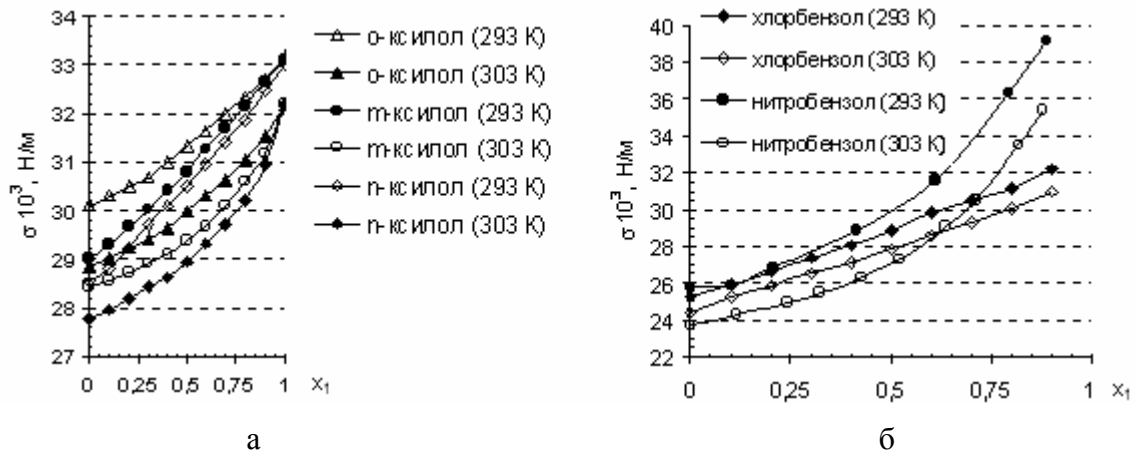 σ 10³, Н/м
34
33
32
31
30
29
28
27
0 0,25 0,5 0,75 1 x₁
о-ксилол (293 К)
о-ксилол (303 К)
m-ксилол (293 К)
m-ксилол (303 К)
n-ксилол (293 К)
n-ксилол (303 К)
а
σ 10³, Н/м
40
38
36
34
32
30
28
26
24
22
0 0,25 0,5 0,75 1 x₁
хлорбензол (293 К)
хлорбензол (303 К)
нитробензол (293 К)
нитробензол (303 К)
б